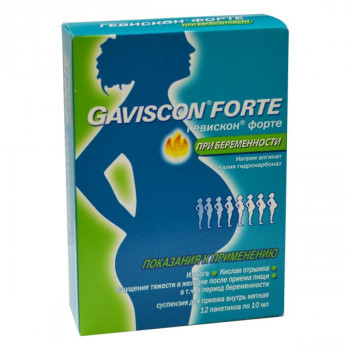 GAVISCON® FORTE
Гевискон® форте
ПРИ БЕРЕМЕННОСТИ
Натрия алгинат
Калия гидрокарбонат
ПОКАЗАНИЯ К ПРИМЕНЕНИЮ
Изжога Кислая отрыжка
Ощущение тяжести в желудке после приема пищи
в т.ч. в период беременности
суспензия для приема внутрь мятная
12 пакетиков по 10 мл